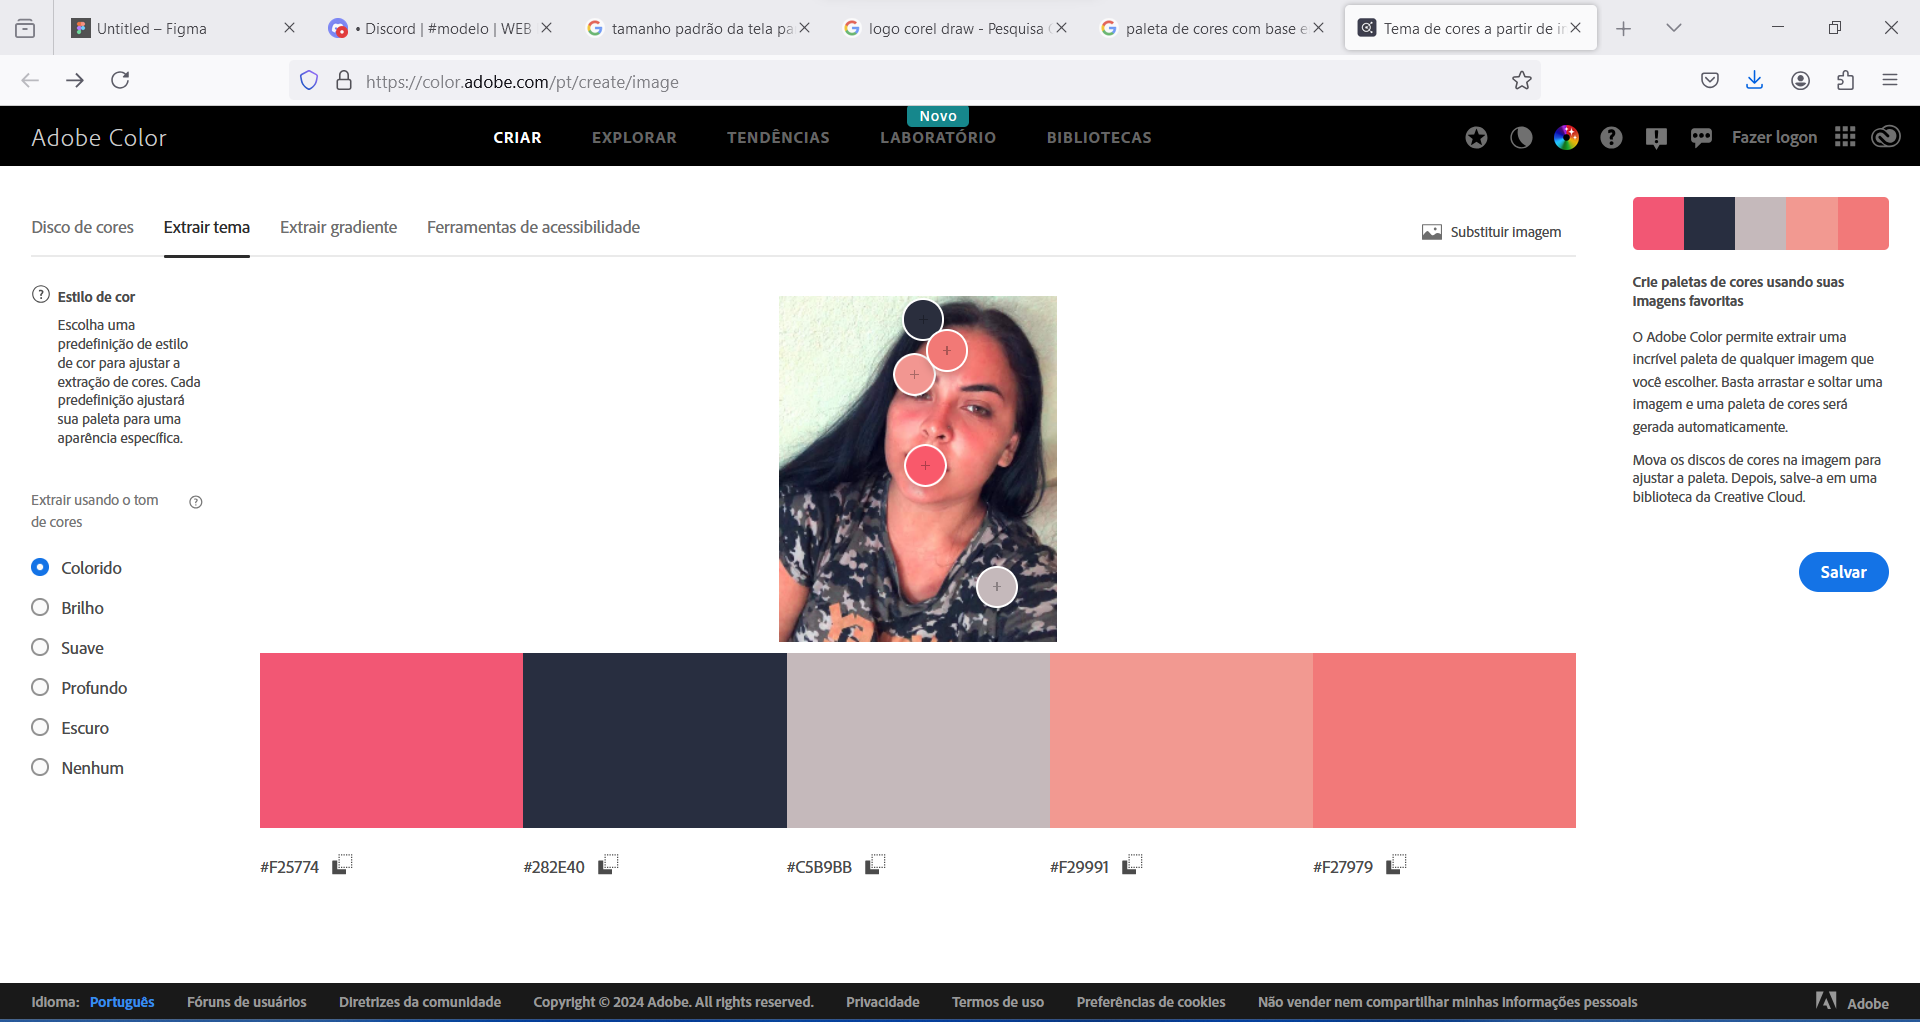 Untitled – Figma
• Discord | #modelo | WEB
tamanho padrão da tela pa
logo corel draw - Pesquisa
paleta de cores com base e
Tema de cores a partir de ir
https://color.adobe.com/pt/create/image
Novo
Adobe Color
CRIAR
EXPLORAR
TENDÊNCIAS
LABORATÓRIO
BIBLIOTECAS
Fazer logon
Disco de cores
Extrair tema
Extrair gradiente
Ferramentas de acessibilidade
Substituir imagem
Estilo de cor
Escolha uma
predefinição de estilo
de cor para ajustar a
extração de cores. Cada
predefinição ajustará
sua paleta para uma
aparência específica.
Extrair usando o tom
de cores
Colorido
Brilho
Suave
Profundo
Escuro
Nenhum
#F25774
#282E40
#C5B9BB
#F29991
#F27979
Crie paletas de cores usando suas
imagens favoritas
O Adobe Color permite extrair uma
incrível paleta de qualquer imagem que
você escolher. Basta arrastar e soltar uma
imagem e uma paleta de cores será
gerada automaticamente.
Mova os discos de cores na imagem para
ajustar a paleta. Depois, salve-a em uma
biblioteca da Creative Cloud.
Salvar
Idioma: Português
Fóruns de usuários
Diretrizes da comunidade
Copyright © 2024 Adobe. All rights reserved.
Privacidade
Termos de uso
Preferências de cookies
Não vender nem compartilhar minhas informações pessoais
Adobe